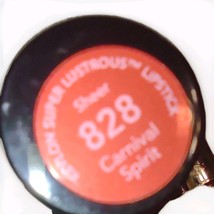 REVLON SUPER LUSTROUS™ LIPSTICK
Sheer
828
Carnival
Spirit